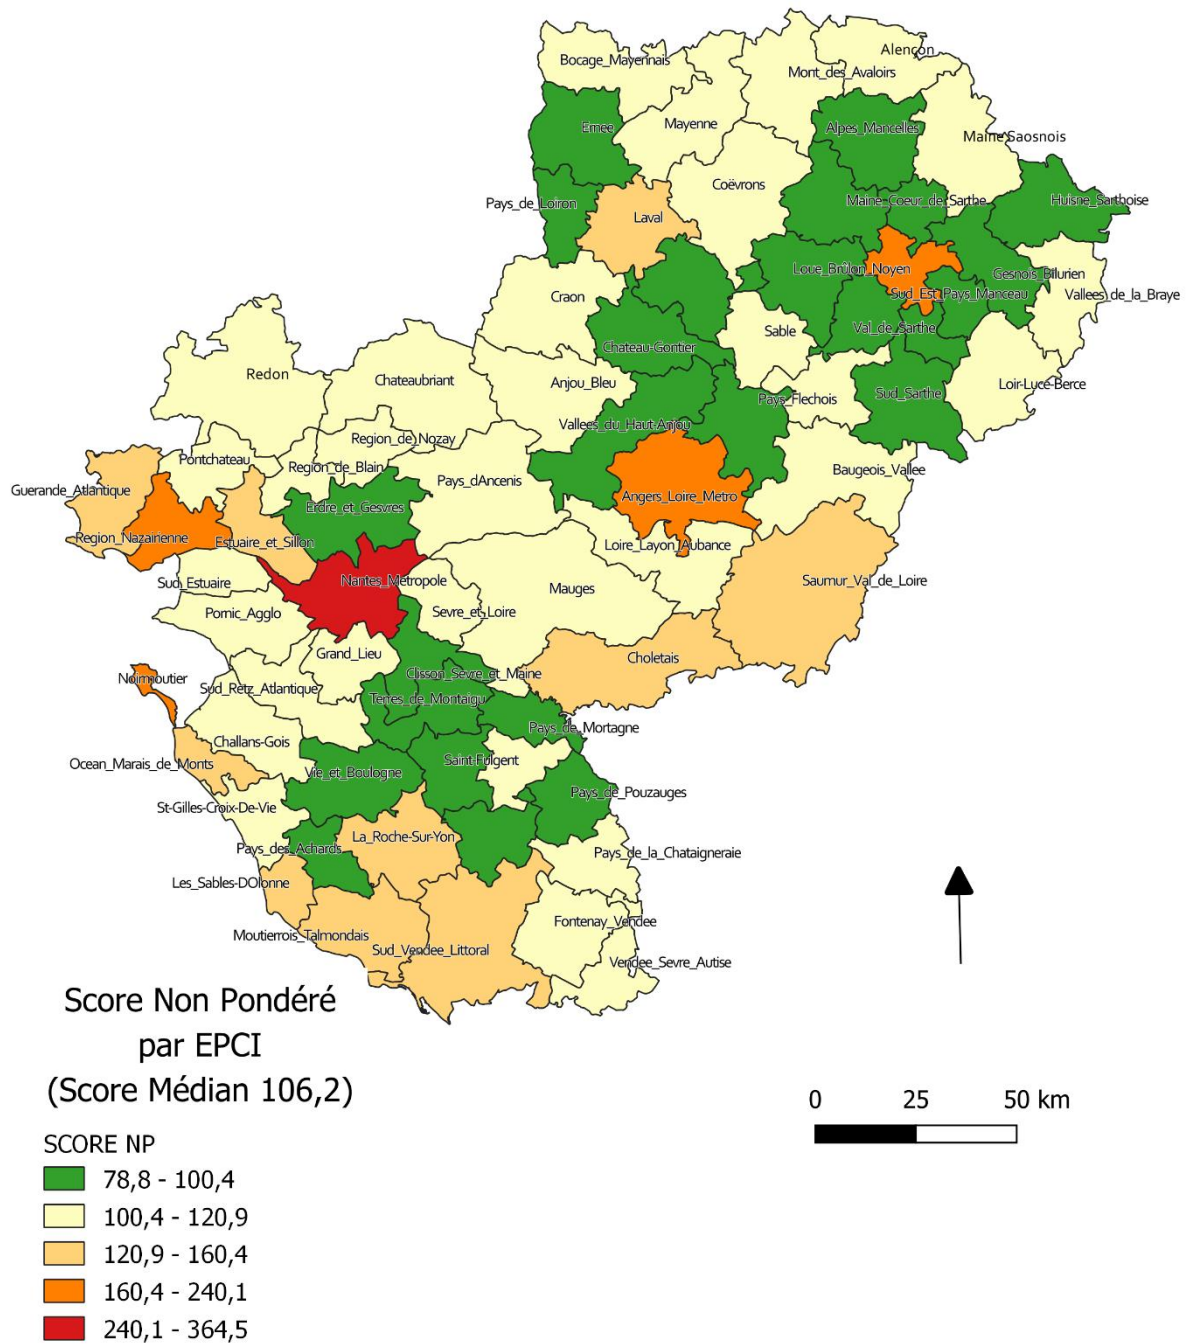 Alençon
Bocage_Mayennais
Mont_des_Avaloirs
Mayenne
Ernee
Alpes_Mancelles
Maine Saosnois
Coëvrons
Pays_de_Loiron
Laval
Maine_Coeur_de_Sarthe
Huisne_Sarthoise
Loue_Brûlon_Noyen
Gesnois_Bilurien
Craon
Sud_Est_Pays_Manceau
Vallees_de_la_Braye
Sable
Val_de_Sarthe
Chateau-Gontier
Redon
Chateaubriant
Anjou_Bleu
Pays_Flechois
Sud_Sarthe
Loir-Luce-Berce
Vallees_du_Haut-Anjou
Region_de_Nozay
Pontchateau
Region_de_Blain
Pays_dAncenis
Baugeois_Vallee
Guerande_Atlantique
Angers_Loire_Metro
Erdre_et_Gesvres
Region_Nazairienne
Estuaire_et_Sillon
Loire_Layon_Aubance
Sud_Estuaire
Nantes_Metropole
Mauges
Saumur_Val_de_Loire
Pornic_Agglo
Sevre_et_Loire
Grand_Lieu
Choletais
Noirmoutier
Sud_Retz_Atlantique
Clisson_Sevre_et_Maine
Terres_de_Montaigu
Pays_de_Mortagne
Challans-Gois
Ocean_Marais_de_Monts
Vie_et_Boulogne
Saint-Fulgent
Pays_de_Pouzauges
St-Gilles-Croix-De-Vie
La_Roche-Sur-Yon
Pays_des_Achards
Pays_de_la_Chataigneraie
Les_Sables-DOlonne
Fontenay_Vendee
Moutierrois_Talmondais
Sud_Vendee_Littoral
Vendee_Sevre_Autise
Score Non Pondéré
par EPCI
(Score Médian 106,2)
0 25 50 km
SCORE NP
78,8 - 100,4
100,4 - 120,9
120,9 - 160,4
160,4 - 240,1
240,1 - 364,5